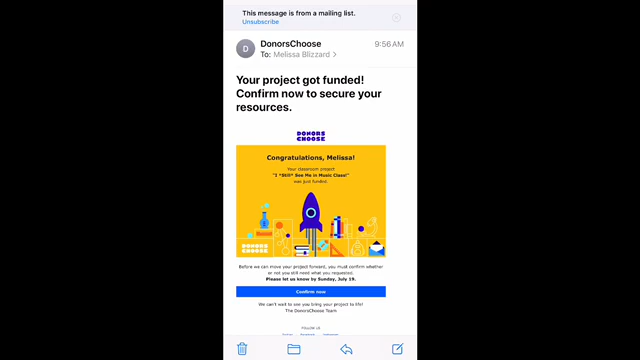 This message is from a mailing list.
Unsubscribe
D
DonorsChoose
9:56 AM
To: Melissa Blizzard >
Your project got funded!
Confirm now to secure your
resources.
DONORS
CHOOSE
Congratulations, Melissa!
Your classroom project
"I *Still* See Me in Music Class!"
was just funded.
DONORS
CHOOSE
Before we can move your project forward, you must confirm whether
or not you still need what you requested.
Please let us know by Sunday, July 19.
Confirm now
We can't wait to see you bring your project to life!
The DonorsChoose Team
FOLLOW US